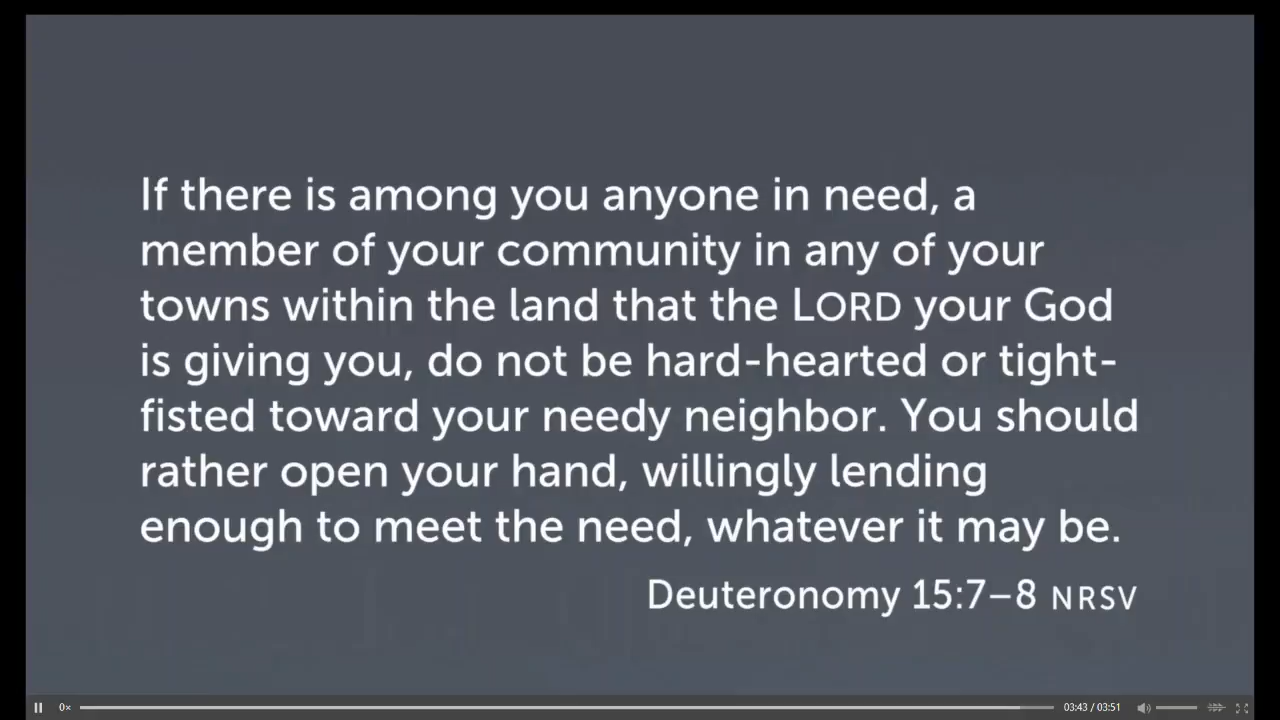 If there is among you anyone in need, a
member of your community in any of your
towns within the land that the LORD your God
is giving you, do not be hard-hearted or tight-
fisted toward your needy neighbor. You should
rather open your hand, willingly lending
enough to meet the need, whatever it may be.
Deuteronomy 15:7–8 NRSV
0× 03:43 / 03:51